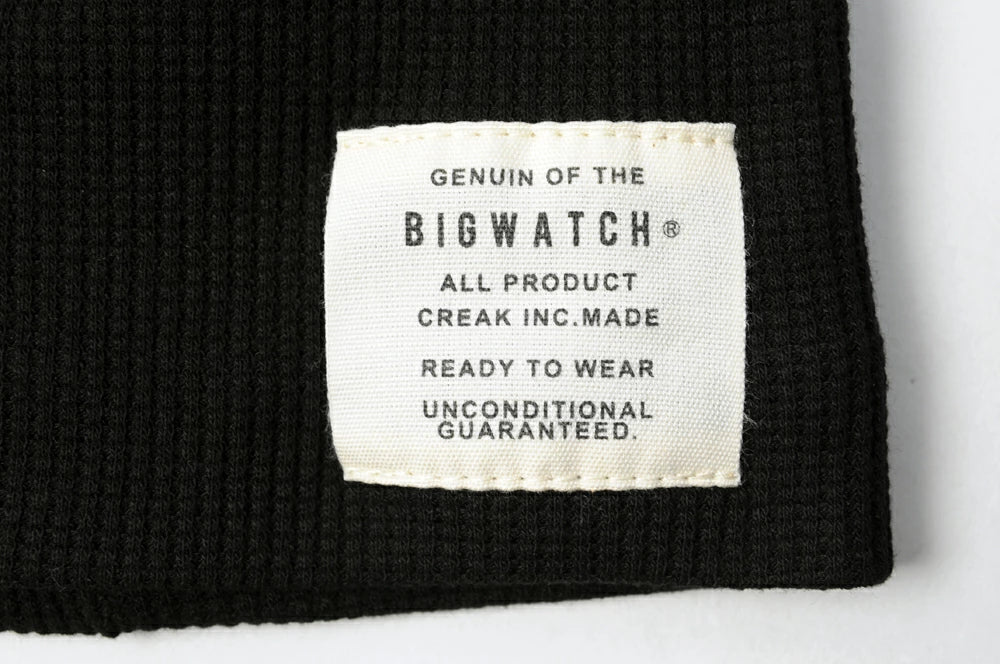 GENUIN OF THE
BIGWATCH®
ALL PRODUCT
CREAK INC.MADE
READY TO WEAR
UNCONDITIONAL
GUARANTEED.